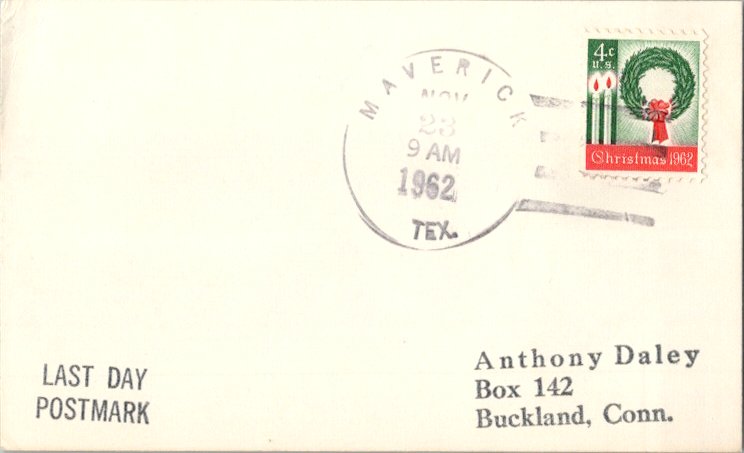 MAVERICK
NOV
23
9 AM
1962
TEX.
4c
U.S.
Christmas 1962
LAST DAY
POSTMARK
Anthony Daley
Box 142
Buckland, Conn.